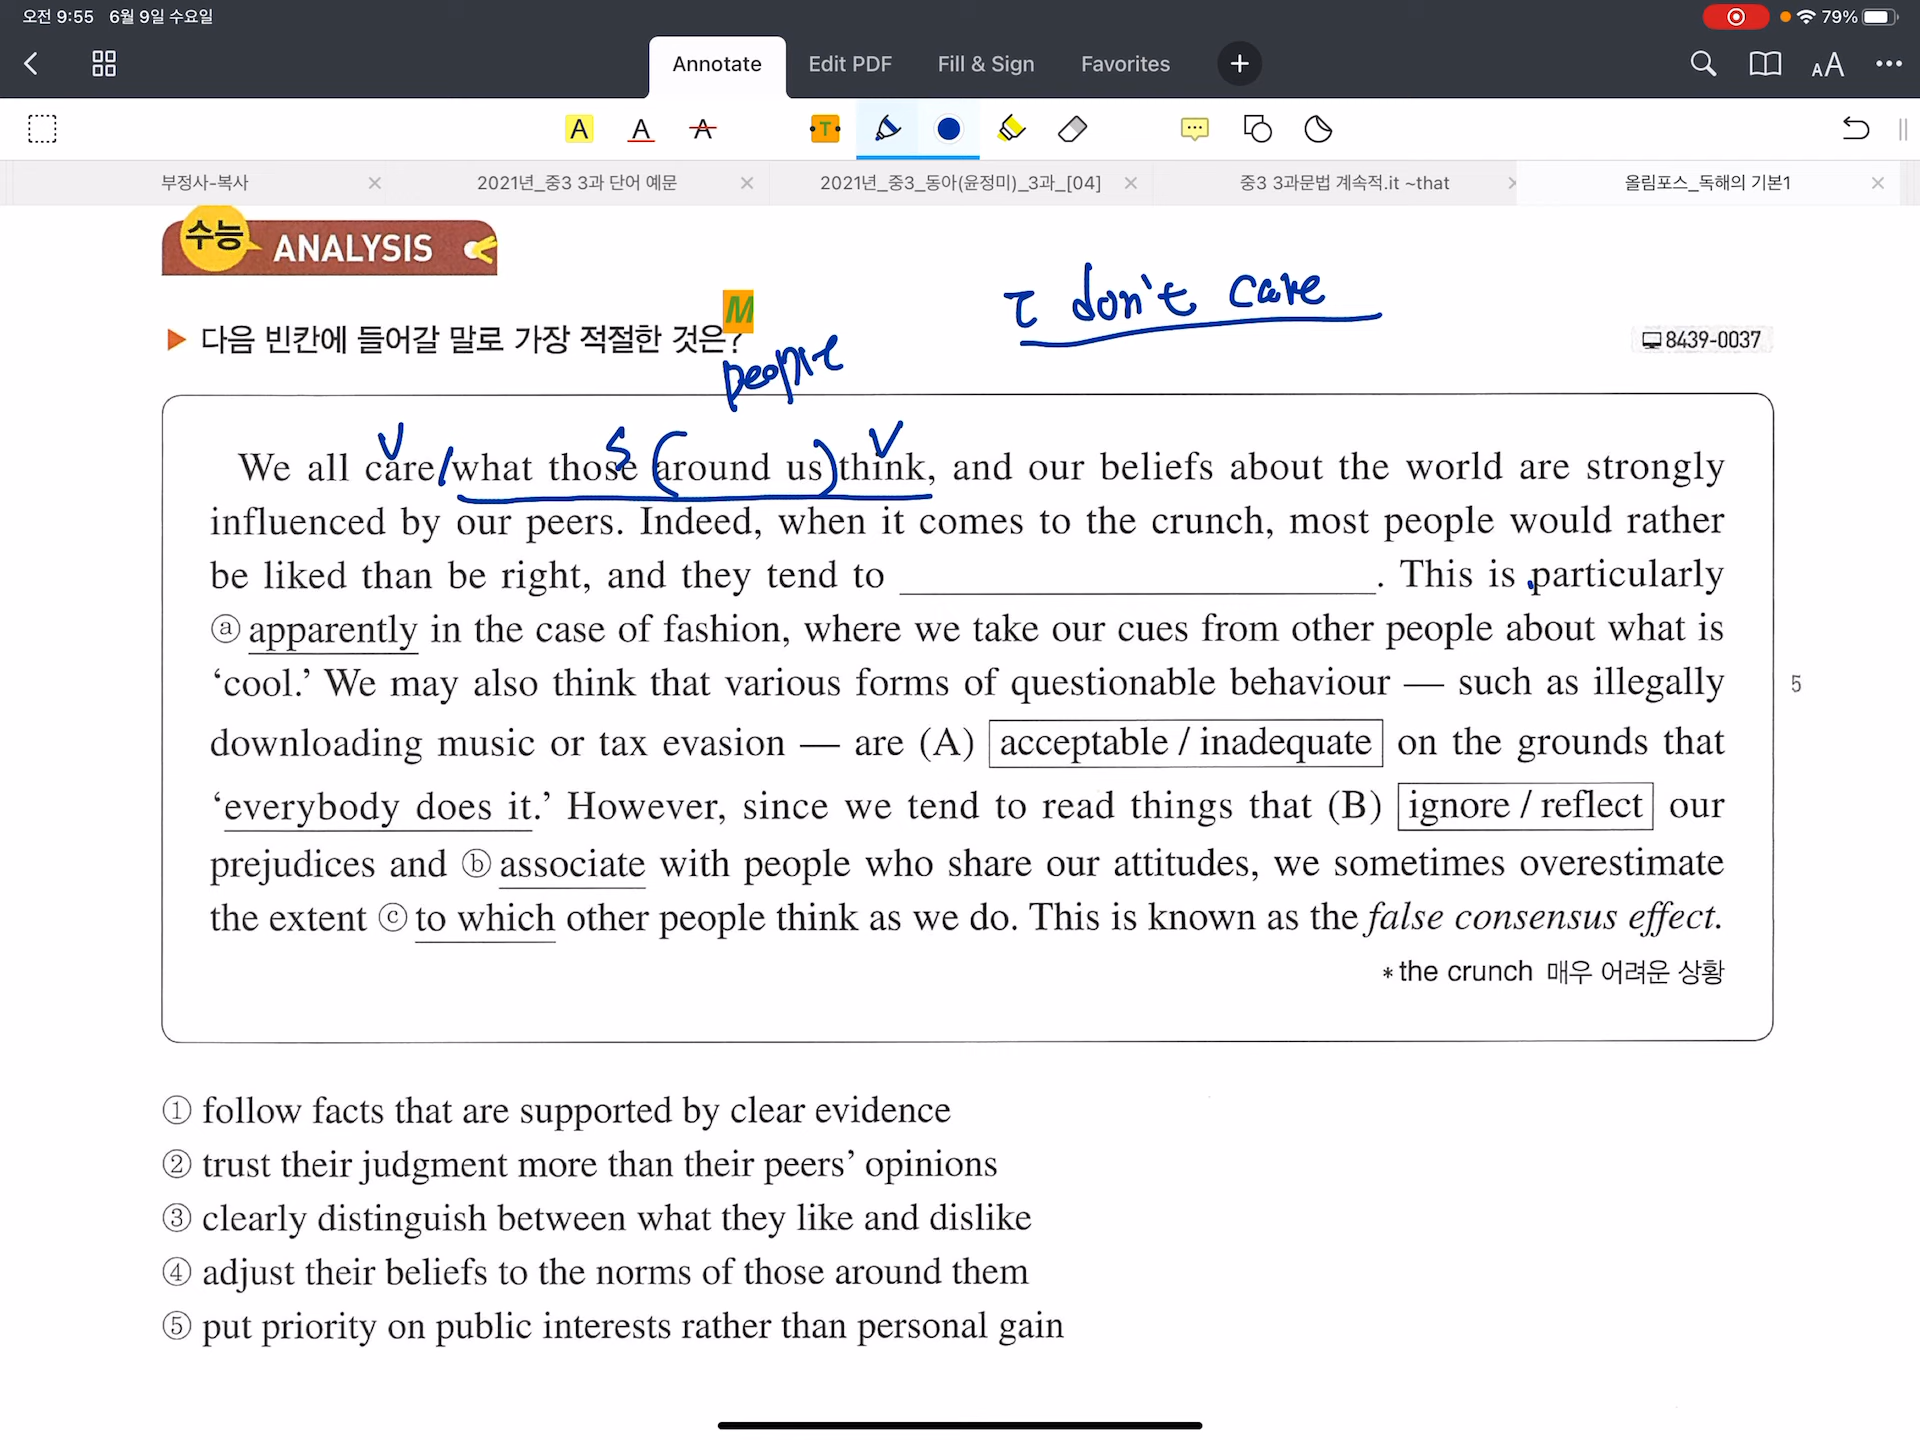 오전 9:55 6월 9일 수요일
79%
Annotate Edit PDF Fill & Sign Favorites
AA
A A A T
부정사-복사
2021년_중3 3과 단어 예문
2021년_중3_동아(윤정미)_3과_[04]
중3 3과문법 계속적.it ~that
올림포스_독해의 기본1
수능 ANALYSIS
I don't care
M
▶ 다음 빈칸에 들어갈 말로 가장 적절한 것은?
8439-0037
people
V S V
We all care/what those (around us) think, and our beliefs about the world are strongly
influenced by our peers. Indeed, when it comes to the crunch, most people would rather
be liked than be right, and they tend to ____________. This is particularly
ⓐ apparently in the case of fashion, where we take our cues from other people about what is
‘cool.’ We may also think that various forms of questionable behaviour — such as illegally
5
downloading music or tax evasion — are (A) acceptable / inadequate on the grounds that
‘everybody does it.’ However, since we tend to read things that (B) ignore / reflect our
prejudices and ⓑ associate with people who share our attitudes, we sometimes overestimate
the extent ⓒ to which other people think as we do. This is known as the false consensus effect.
*the crunch 매우 어려운 상황
① follow facts that are supported by clear evidence
② trust their judgment more than their peers’ opinions
③ clearly distinguish between what they like and dislike
④ adjust their beliefs to the norms of those around them
⑤ put priority on public interests rather than personal gain